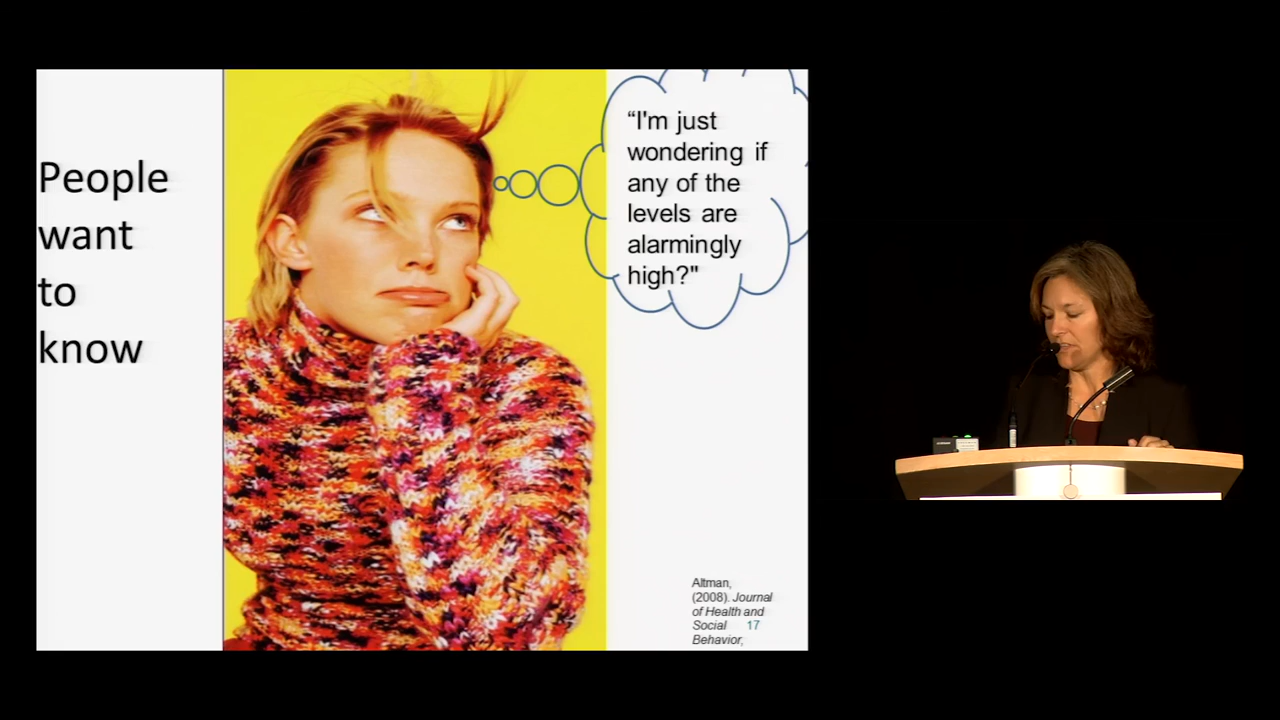 People
want
to
know
“I'm just
wondering if
any of the
levels are
alarmingly
high?"
Altman,
(2008). Journal
of Health and
Social 17
Behavior,